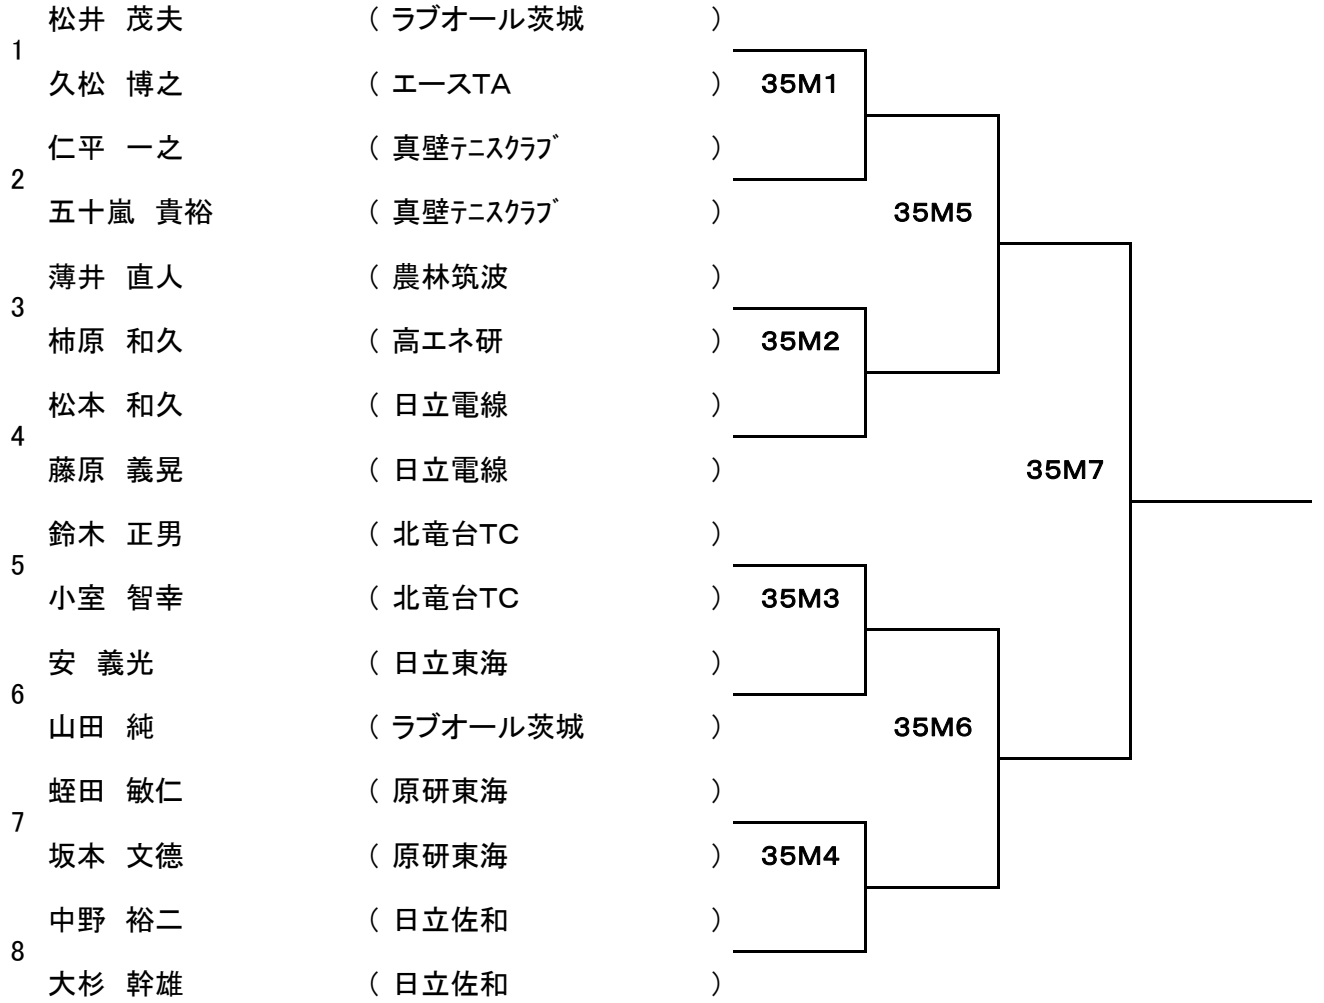 松井　茂夫 （ ラブオール茨城 ）
1
久松　博之 （ エースTA ） 35M1
仁平　一之 （ 真壁ﾃﾆｽｸﾗﾌﾞ ）
2
五十嵐　貴裕 （ 真壁ﾃﾆｽｸﾗﾌﾞ ） 35M5
薄井　直人 （ 農林筑波 ）
3
柿原　和久 （ 高エネ研 ） 35M2
松本　和久 （ 日立電線 ）
4
藤原　義晃 （ 日立電線 ） 35M7
鈴木　正男 （ 北竜台TC ）
5
小室　智幸 （ 北竜台TC ） 35M3
安　義光 （ 日立東海 ）
6
山田　純 （ ラブオール茨城 ） 35M6
蛭田　敏仁 （ 原研東海 ）
7
坂本　文德 （ 原研東海 ） 35M4
中野　裕二 （ 日立佐和 ）
8
大杉　幹雄 （ 日立佐和 ）